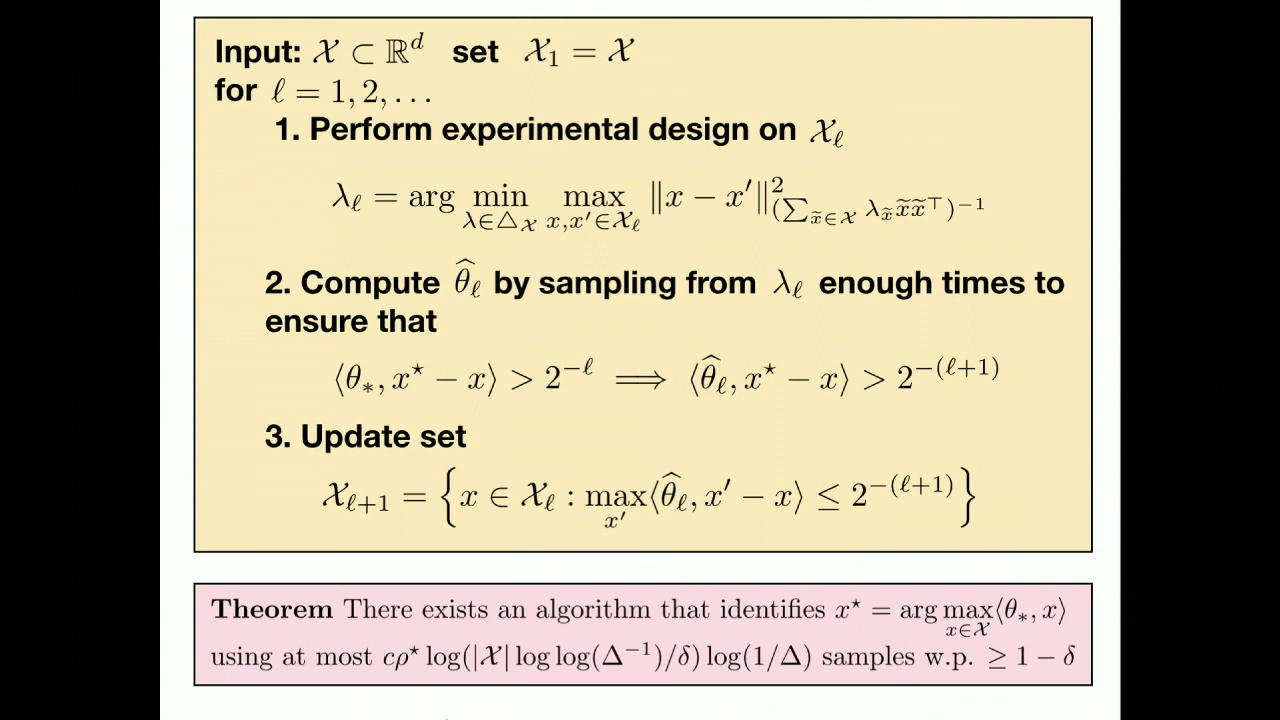 Input: 𝒳 ⊂ ℝ^d set 𝒳_1 = 𝒳
for ℓ = 1, 2, …
1. Perform experimental design on 𝒳_ℓ
λ_ℓ = arg min_{λ∈△_𝒳} max_{x,x′∈𝒳_ℓ} ‖x − x′‖²_{(∑_{x̃∈𝒳} λ_x̃ x̃x̃^⊤)^{−1}}
2. Compute θ̂_ℓ by sampling from λ_ℓ enough times to
ensure that
⟨θ_*, x^⋆ − x⟩ > 2^{−ℓ} ⟹ ⟨θ̂_ℓ, x^⋆ − x⟩ > 2^{−(ℓ+1)}
3. Update set
𝒳_{ℓ+1} = {x ∈ 𝒳_ℓ : max_{x′}⟨θ̂_ℓ, x′ − x⟩ ≤ 2^{−(ℓ+1)}}
Theorem There exists an algorithm that identifies x^⋆ = arg max_{x∈𝒳}⟨θ_*, x⟩
using at most cρ^⋆ log(|𝒳| log log(Δ^{−1})/δ) log(1/Δ) samples w.p. ≥ 1 − δ